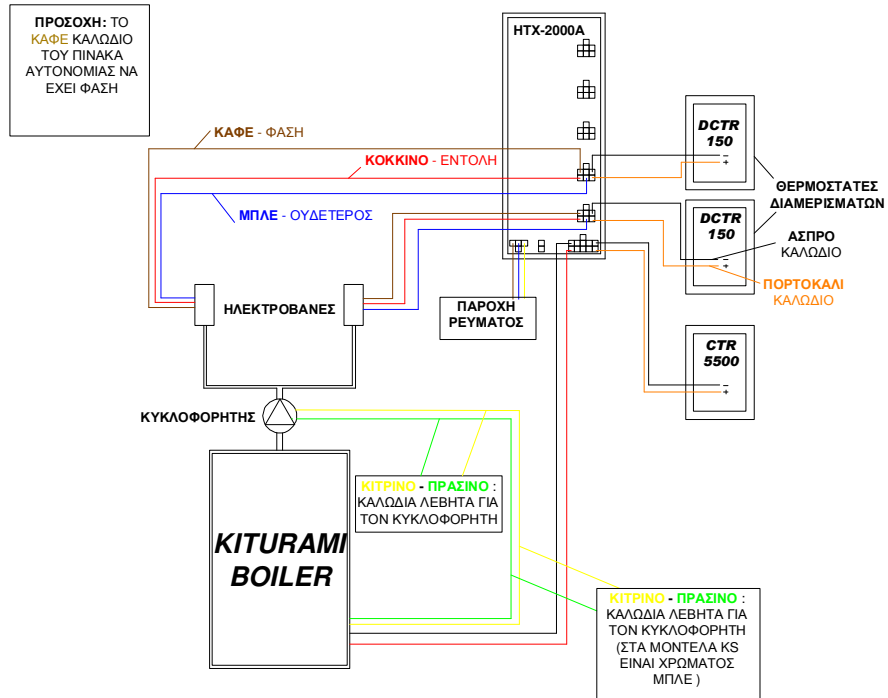 ΠΡΟΣΟΧΗ: ΤΟ
ΚΑΦΕ ΚΑΛΩΔΙΟ
ΤΟΥ ΠΙΝΑΚΑ
ΑΥΤΟΝΟΜΙΑΣ ΝΑ
ΕΧΕΙ ΦΑΣΗ
HTX-2000A
ΚΑΦΕ - ΦΑΣΗ
ΚΟΚΚΙΝΟ - ΕΝΤΟΛΗ
ΜΠΛΕ - ΟΥΔΕΤΕΡΟΣ
DCTR
150
−
+
ΘΕΡΜΟΣΤΑΤΕΣ
ΔΙΑΜΕΡΙΣΜΑΤΩΝ
DCTR
150
−
+
ΑΣΠΡΟ
ΚΑΛΩΔΙΟ
ΠΟΡΤΟΚΑΛΙ
ΚΑΛΩΔΙΟ
ΗΛΕΚΤΡΟΒΑΝΕΣ
ΠΑΡΟΧΗ
ΡΕΥΜΑΤΟΣ
CTR
5500
−
+
ΚΥΚΛΟΦΟΡΗΤΗΣ
ΚΙΤΡΙΝΟ - ΠΡΑΣΙΝΟ :
ΚΑΛΩΔΙΑ ΛΕΒΗΤΑ ΓΙΑ
ΤΟΝ ΚΥΚΛΟΦΟΡΗΤΗ
KITURAMI
BOILER
ΚΙΤΡΙΝΟ - ΠΡΑΣΙΝΟ :
ΚΑΛΩΔΙΑ ΛΕΒΗΤΑ ΓΙΑ
ΤΟΝ ΚΥΚΛΟΦΟΡΗΤΗ
(ΣΤΑ ΜΟΝΤΕΛΑ KS
ΕΙΝΑΙ ΧΡΩΜΑΤΟΣ
ΜΠΛΕ )